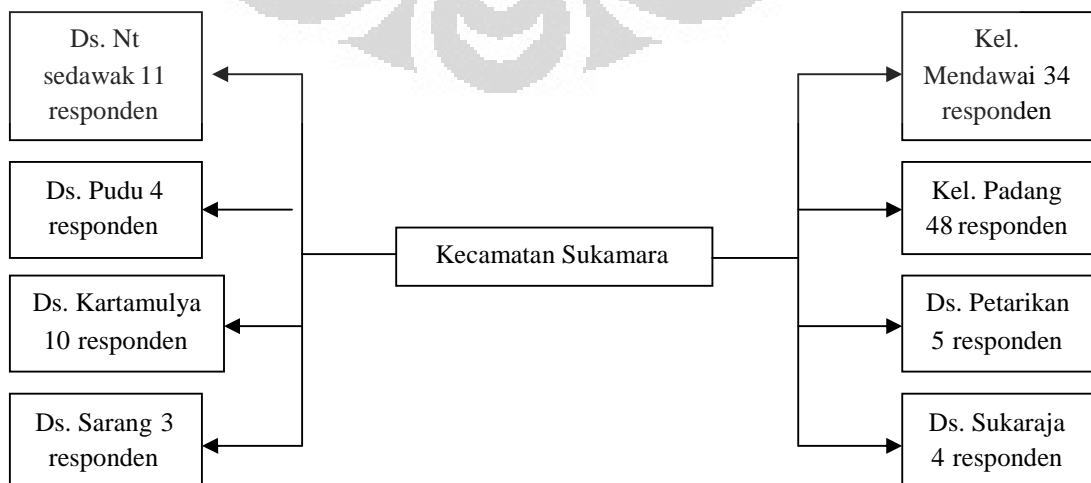 Ds. Nt
sedawak 11
responden
Ds. Pudu 4
responden
Ds. Kartamulya
10 responden
Ds. Sarang 3
responden
Kecamatan Sukamara
Kel.
Mendawai 34
responden
Kel. Padang
48 responden
Ds. Petarikan
5 responden
Ds. Sukaraja
4 responden